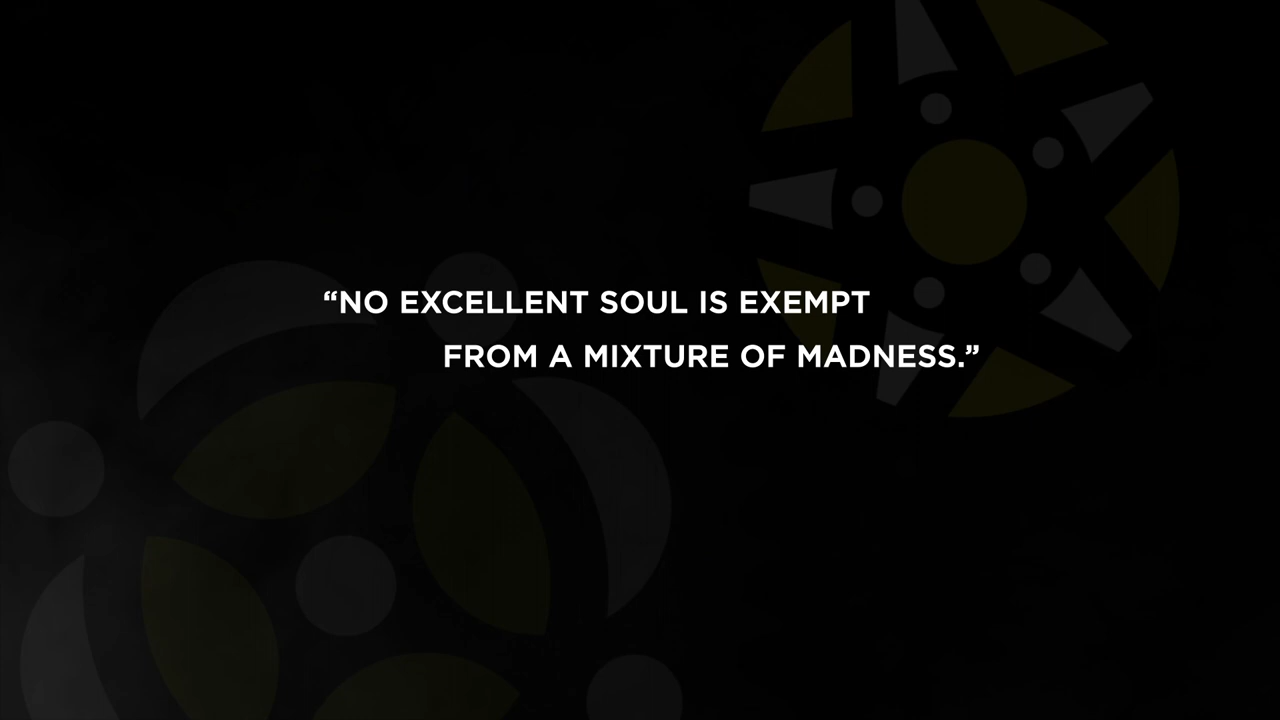 “NO EXCELLENT SOUL IS EXEMPT
FROM A MIXTURE OF MADNESS.”